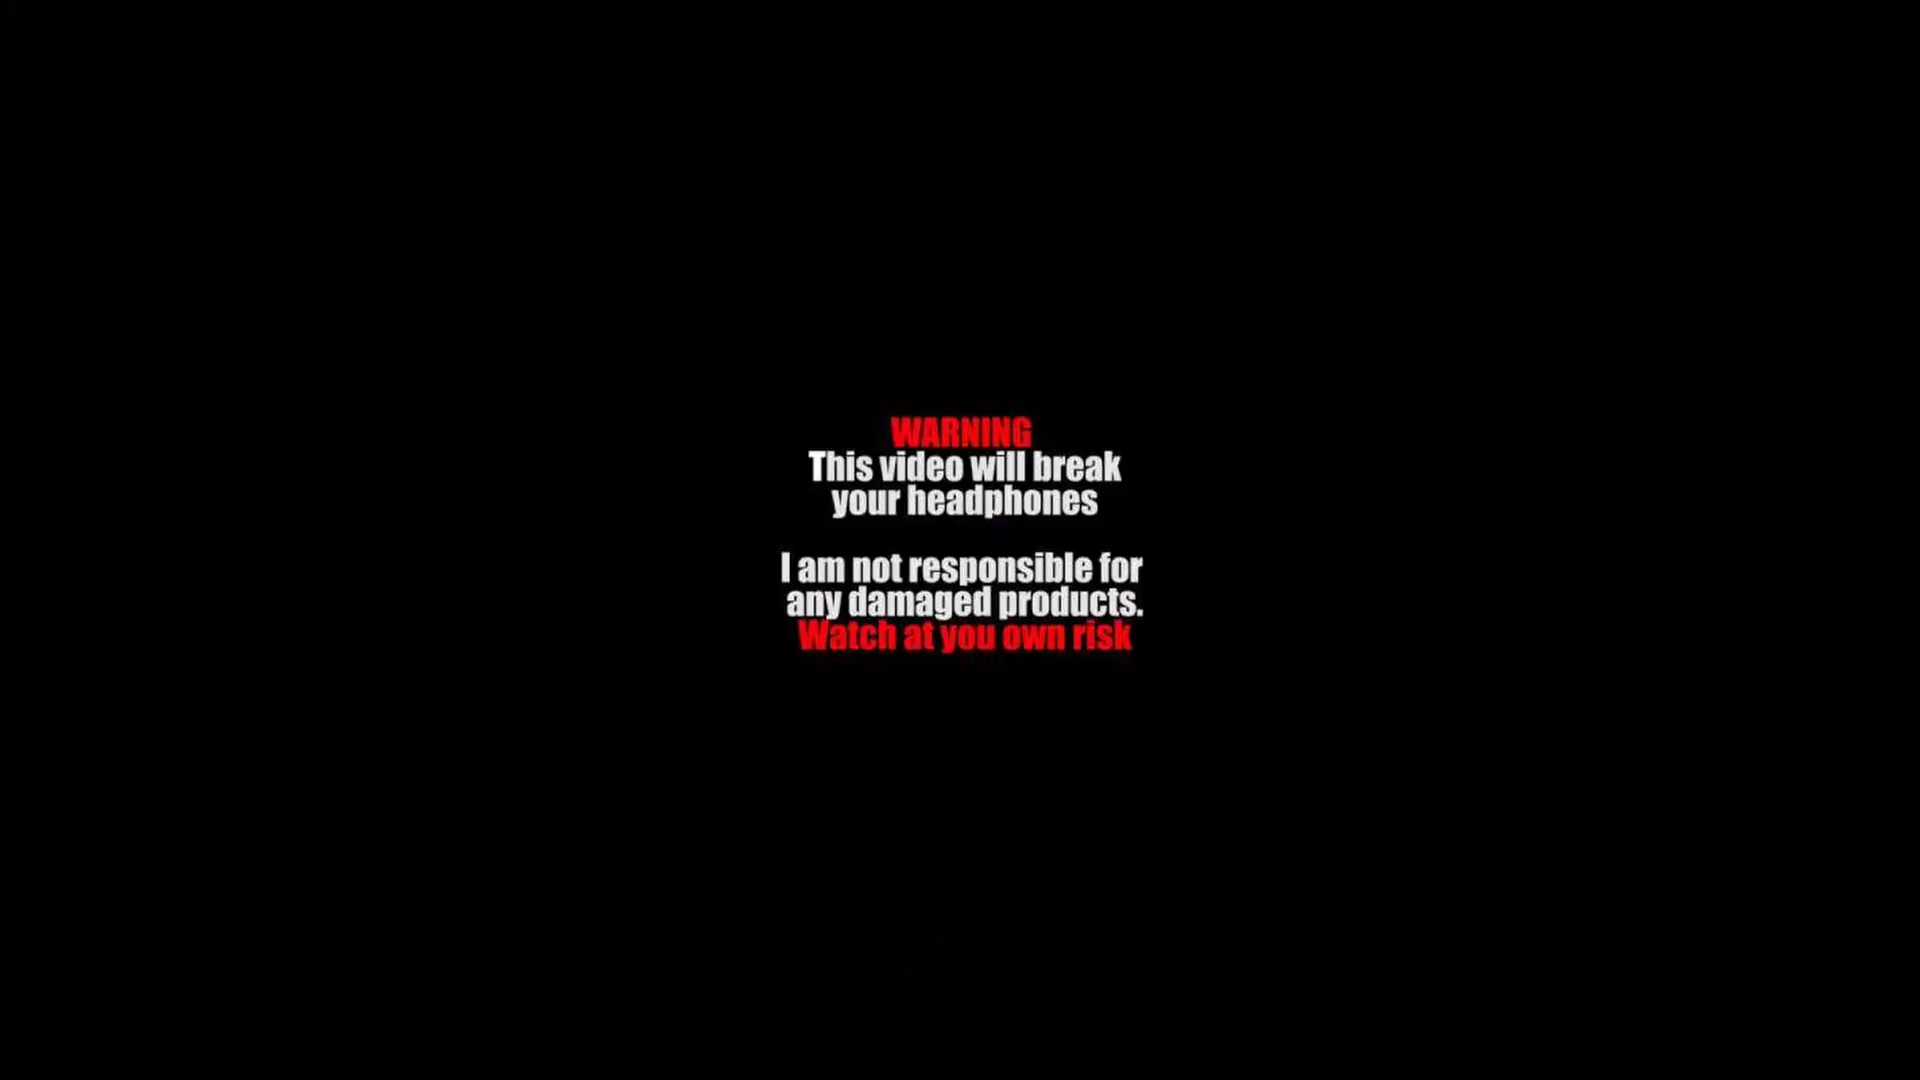 WARNING
This video will break
your headphones
I am not responsible for
any damaged products.
Watch at you own risk